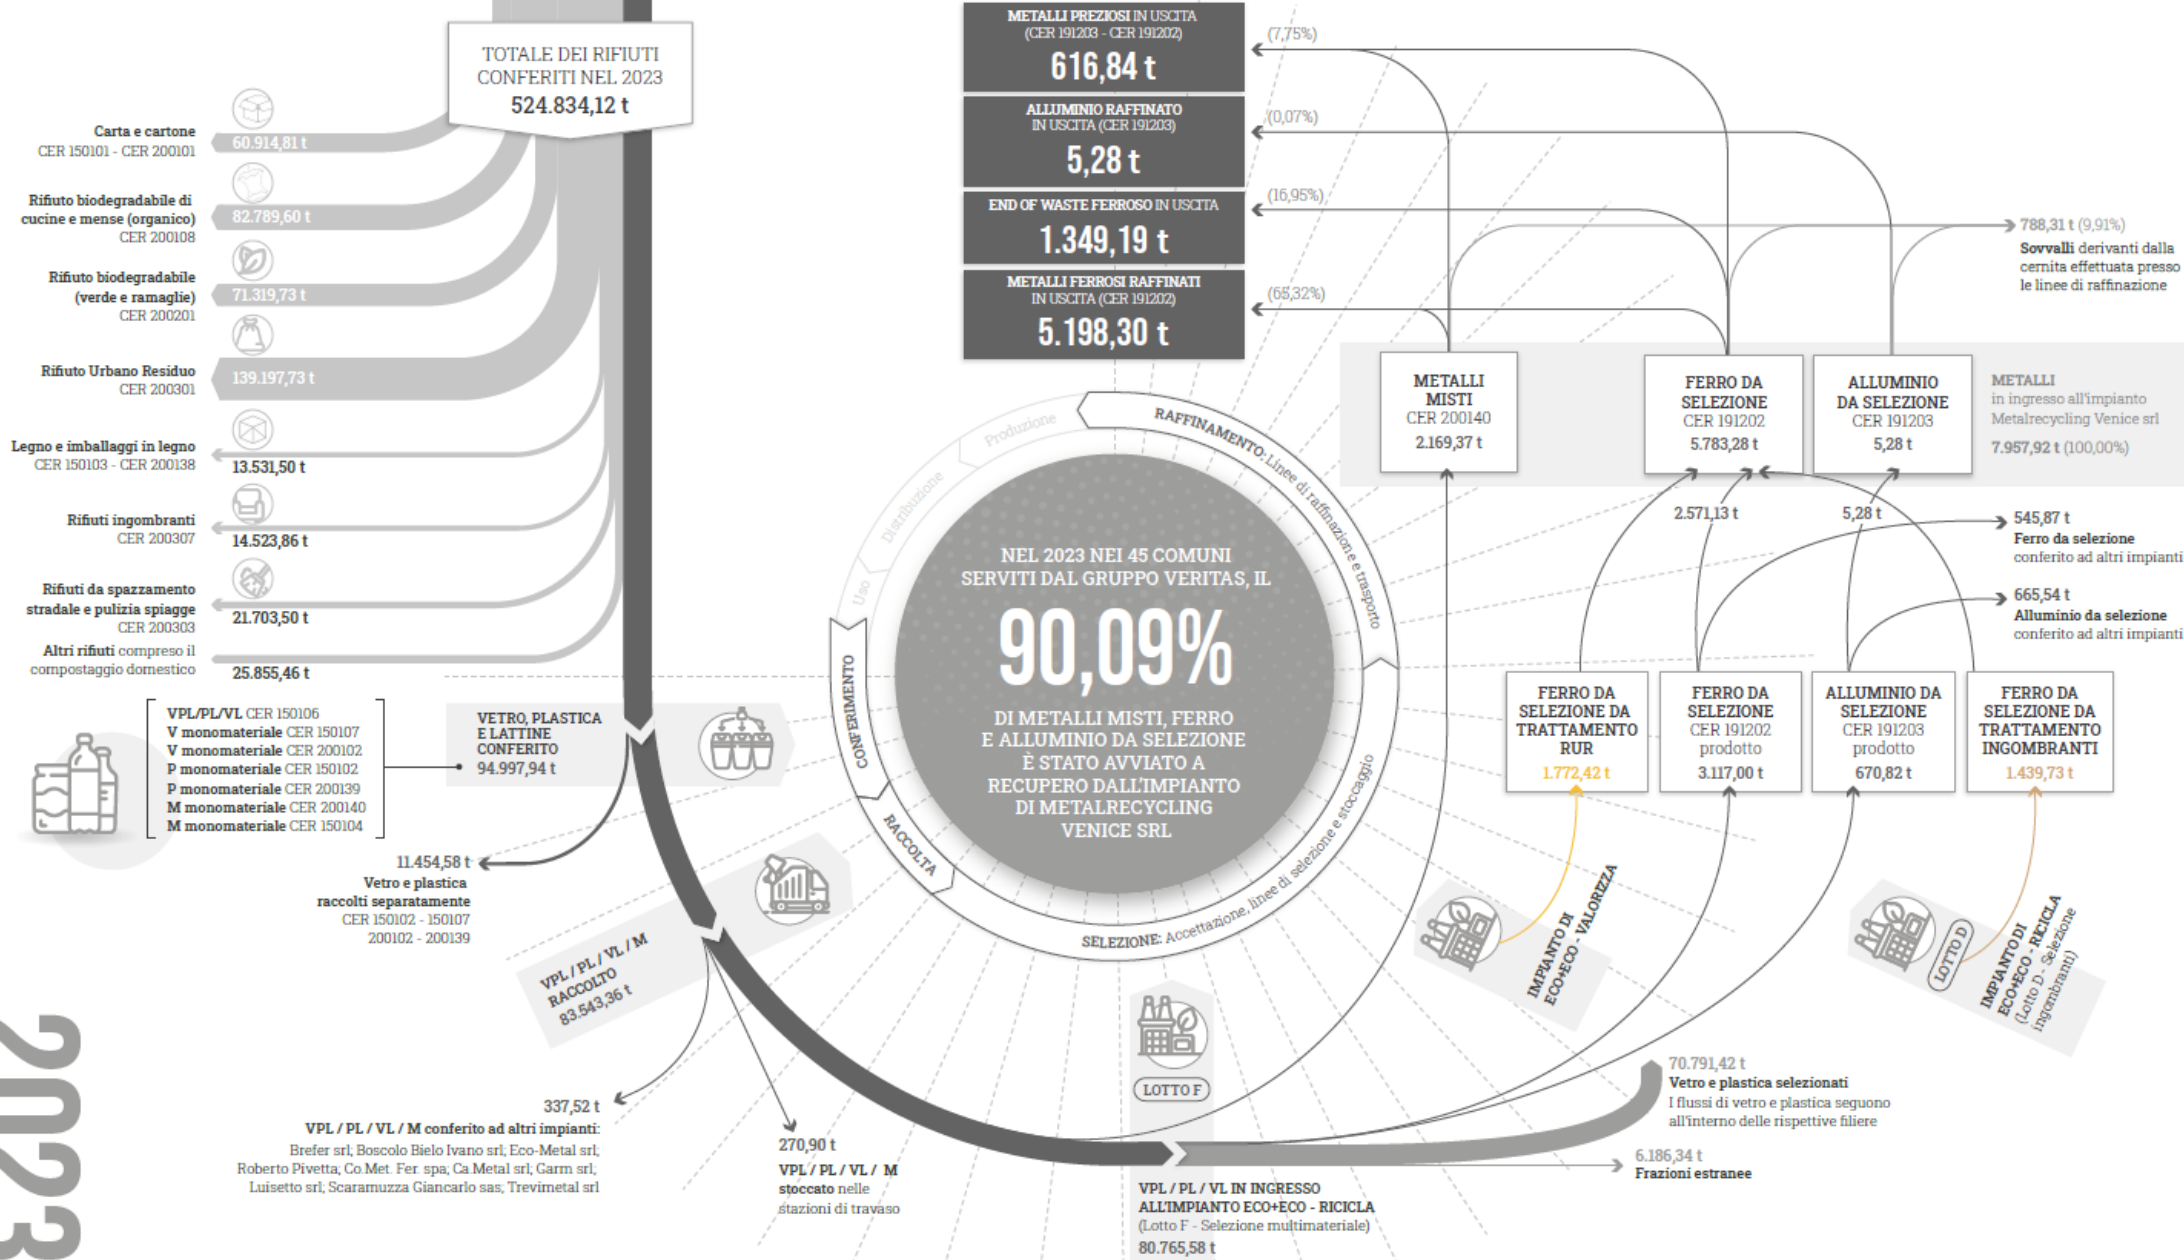 TOTALE DEI RIFIUTI
CONFERITI NEL 2023
524.834,12 t
Carta e cartone
CER 150101 - CER 200101
60.914,81 t
Rifiuto biodegradabile di
cucine e mense (organico)
CER 200108
82.789,60 t
Rifiuto biodegradabile
(verde e ramaglie)
CER 200201
71.319,73 t
Rifiuto Urbano Residuo
CER 200301
139.197,73 t
Legno e imballaggi in legno
CER 150103 - CER 200138
13.531,50 t
Rifiuti ingombranti
CER 200307
14.523,86 t
Rifiuti da spazzamento
stradale e pulizia spiagge
CER 200303
21.703,50 t
Altri rifiuti compreso il
compostaggio domestico
25.855,46 t
VPL/PL/VL CER 150106
V monomateriale CER 150107
V monomateriale CER 200102
P monomateriale CER 150102
P monomateriale CER 200139
M monomateriale CER 200140
M monomateriale CER 150104
VETRO, PLASTICA
E LATTINE
CONFERITO
94.997,94 t
11.454,58 t
Vetro e plastica
raccolti separatamente
CER 150102 - 150107
200102 - 200139
VPL / PL / VL / M
RACCOLTO
83.543,36 t
337,52 t
VPL / PL / VL / M conferito ad altri impianti:
Brefer srl; Boscolo Bielo Ivano srl; Eco-Metal srl;
Roberto Pivetta; Co.Met. Fer. spa; Ca.Metal srl; Garm srl;
Luisetto srl; Scaramuzza Giancarlo sas; Trevimetal srl
270,90 t
VPL / PL / VL / M
stoccato nelle
stazioni di travaso
2023
METALLI PREZIOSI IN USCITA
(CER 191203 - CER 191202)
616,84 t
(7,75%)
ALLUMINIO RAFFINATO
IN USCITA (CER 191203)
5,28 t
(0,07%)
END OF WASTE FERROSO IN USCITA
1.349,19 t
(16,95%)
METALLI FERROSI RAFFINATI
IN USCITA (CER 191202)
5.198,30 t
(65,32%)
788,31 t (9,91%)
Sovvalli derivanti dalla
cernita effettuata presso
le linee di raffinazione
METALLI
MISTI
CER 200140
2.169,37 t
FERRO DA
SELEZIONE
CER 191202
5.783,28 t
ALLUMINIO
DA SELEZIONE
CER 191203
5,28 t
METALLI
in ingresso all'impianto
Metalrecycling Venice srl
7.957,92 t (100,00%)
2.571,13 t
5,28 t
545,87 t
Ferro da selezione
conferito ad altri impianti
665,54 t
Alluminio da selezione
conferito ad altri impianti
FERRO DA
SELEZIONE DA
TRATTAMENTO
RUR
1.772,42 t
FERRO DA
SELEZIONE
CER 191202
prodotto
3.117,00 t
ALLUMINIO DA
SELEZIONE
CER 191203
prodotto
670,82 t
FERRO DA
SELEZIONE DA
TRATTAMENTO
INGOMBRANTI
1.439,73 t
Produzione
Distribuzione
Uso
CONFERIMENTO
RACCOLTA
SELEZIONE: Accettazione, linee di selezione e stoccaggio
RAFFINAMENTO: Linee di raffinazione e trasporto
NEL 2023 NEI 45 COMUNI
SERVITI DAL GRUPPO VERITAS, IL
90,09%
DI METALLI MISTI, FERRO
E ALLUMINIO DA SELEZIONE
È STATO AVVIATO A
RECUPERO DALL'IMPIANTO
DI METALRECYCLING
VENICE SRL
IMPIANTO DI
ECO+ECO - VALORIZZA
LOTTO D
IMPIANTO DI
ECO+ECO - RICICLA
(Lotto D - Selezione
ingombranti)
LOTTO F
VPL / PL / VL IN INGRESSO
ALL'IMPIANTO ECO+ECO - RICICLA
(Lotto F - Selezione multimateriale)
80.765,58 t
70.791,42 t
Vetro e plastica selezionati
I flussi di vetro e plastica seguono
all'interno delle rispettive filiere
6.186,34 t
Frazioni estranee